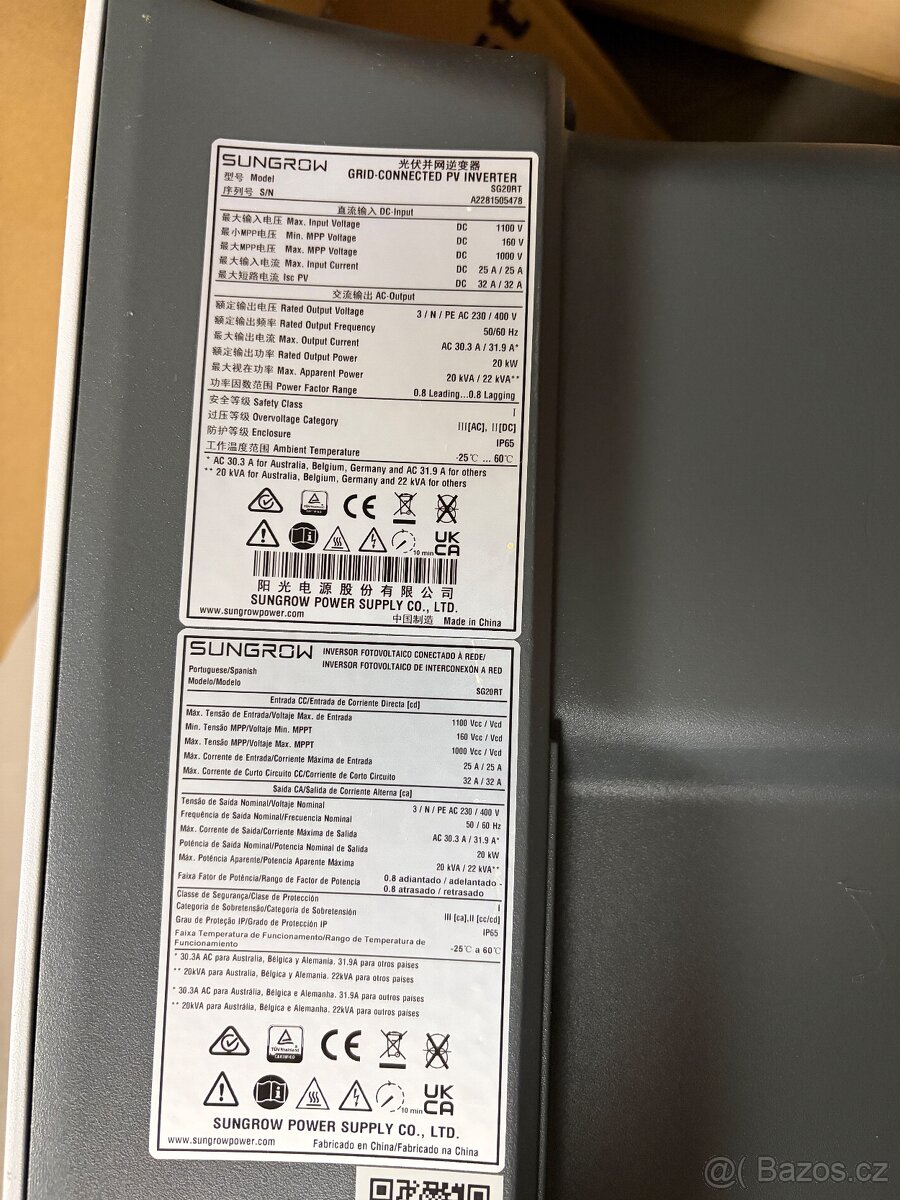 SUNGROW 光伏并网逆变器
GRID-CONNECTED PV INVERTER
型号 Model SG20RT
序列号 S/N A2281505478
直流输入 DC-Input
最大输入电压 Max. Input Voltage DC 1100 V
最小MPP电压 Min. MPP Voltage DC 160 V
最大MPP电压 Max. MPP Voltage DC 1000 V
最大输入电流 Max. Input Current DC 25 A / 25 A
最大短路电流 Isc PV DC 32 A / 32 A
交流输出 AC-Output
额定输出电压 Rated Output Voltage 3 / N / PE AC 230 / 400 V
额定输出频率 Rated Output Frequency 50/60 Hz
最大输出电流 Max. Output Current AC 30.3 A / 31.9 A*
额定输出功率 Rated Output Power 20 kW
最大视在功率 Max. Apparent Power 20 kVA / 22 kVA**
功率因数范围 Power Factor Range 0.8 Leading...0.8 Lagging
安全等级 Safety Class I
过压等级 Overvoltage Category III[AC], II[DC]
防护等级 Enclosure IP65
工作温度范围 Ambient Temperature -25℃ ... 60℃
* AC 30.3 A for Australia, Belgium, Germany and AC 31.9 A for others
** 20 kVA for Australia, Belgium, Germany and 22 kVA for others
CE
10 min UK CA
阳光电源股份有限公司
SUNGROW POWER SUPPLY CO., LTD.
www.sungrowpower.com 中国制造 Made in China
SUNGROW INVERSOR FOTOVOLTAICO CONECTADO À REDE/
INVERSOR FOTOVOLTAICO DE INTERCONEXÓN A RED
Portuguese/Spanish
Modelo/Modelo SG20RT
Entrada CC/Entrada de Corriente Directa [cd]
Máx. Tensão de Entrada/Voltaje Max. de Entrada 1100 Vcc / Vcd
Mín. Tensão MPP/Voltaje Min. MPPT 160 Vcc / Vcd
Máx. Tensão MPP/Voltaje Max. MPPT 1000 Vcc / Vcd
Máx. Corrente de Entrada/Corriente Máxima de Entrada 25 A / 25 A
Máx. Corrente de Curto Circuito CC/Corriente de Corto Circuito 32 A / 32 A
Saída CA/Salida de Corriente Alterna [ca]
Tensão de Saída Nominal/Voltaje Nominal 3 / N / PE AC 230 / 400 V
Frequência de Saída Nominal/Frecuencia Nominal 50 / 60 Hz
Máx. Corrente de Saída/Corriente Máxima de Salida AC 30.3 A / 31.9 A*
Potência de Saída Nominal/Potencia Nominal de Salida 20 kW
Máx. Potência Aparente/Potencia Aparente Máxima 20 kVA / 22 kVA**
Faixa Fator de Potência/Rango de Factor de Potencia 0.8 adiantado / adelantado -
0.8 atrasado / retrasado
Classe de Segurança/Clase de Protección I
Categoria de Sobretensão/Categoría de Sobretensión III [ca],II [cc/cd]
Grau de Proteção IP/Grado de Protección IP IP65
Faixa Temperatura de Funcionamento/Rango de Temperatura de
Funcionamiento -25℃ a 60℃
* 30.3A AC para Australia, Bélgica y Alemania. 31.9A para otros paises
** 20kVA para Australia, Bélgica y Alemania. 22kVA para otros paises
* 30.3A AC para Austrália, Bélgica e Alemanha. 31.9A para outros paises
** 20kVA para Austrália, Bélgica e Alemanha. 22kVA para outros paises
CE
10 min UK CA
SUNGROW POWER SUPPLY CO., LTD.
www.sungrowpower.com Fabricado en China/Fabricado na China
@( Bazos.cz